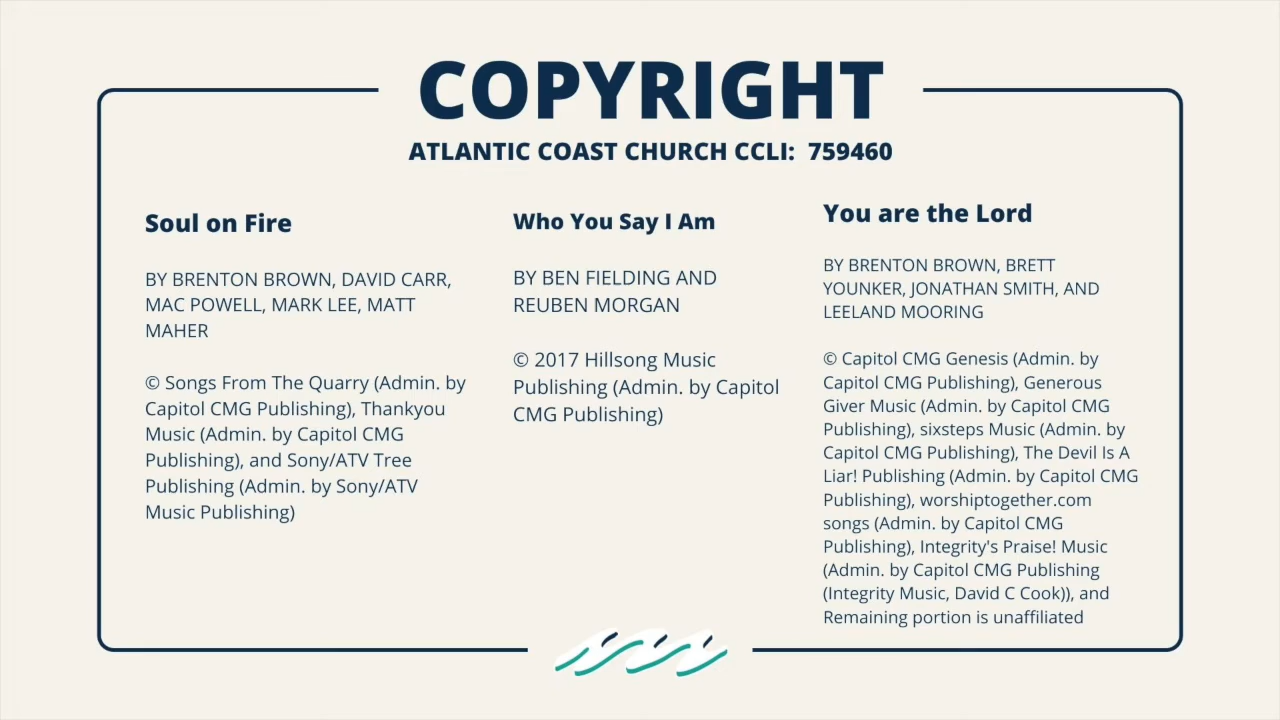 COPYRIGHT
ATLANTIC COAST CHURCH CCLI: 759460
Soul on Fire
BY BRENTON BROWN, DAVID CARR,
MAC POWELL, MARK LEE, MATT
MAHER
© Songs From The Quarry (Admin. by
Capitol CMG Publishing), Thankyou
Music (Admin. by Capitol CMG
Publishing), and Sony/ATV Tree
Publishing (Admin. by Sony/ATV
Music Publishing)
Who You Say I Am
BY BEN FIELDING AND
REUBEN MORGAN
© 2017 Hillsong Music
Publishing (Admin. by Capitol
CMG Publishing)
You are the Lord
BY BRENTON BROWN, BRETT
YOUNKER, JONATHAN SMITH, AND
LEELAND MOORING
© Capitol CMG Genesis (Admin. by
Capitol CMG Publishing), Generous
Giver Music (Admin. by Capitol CMG
Publishing), sixsteps Music (Admin. by
Capitol CMG Publishing), The Devil Is A
Liar! Publishing (Admin. by Capitol CMG
Publishing), worshiptogether.com
songs (Admin. by Capitol CMG
Publishing), Integrity's Praise! Music
(Admin. by Capitol CMG Publishing
(Integrity Music, David C Cook)), and
Remaining portion is unaffiliated